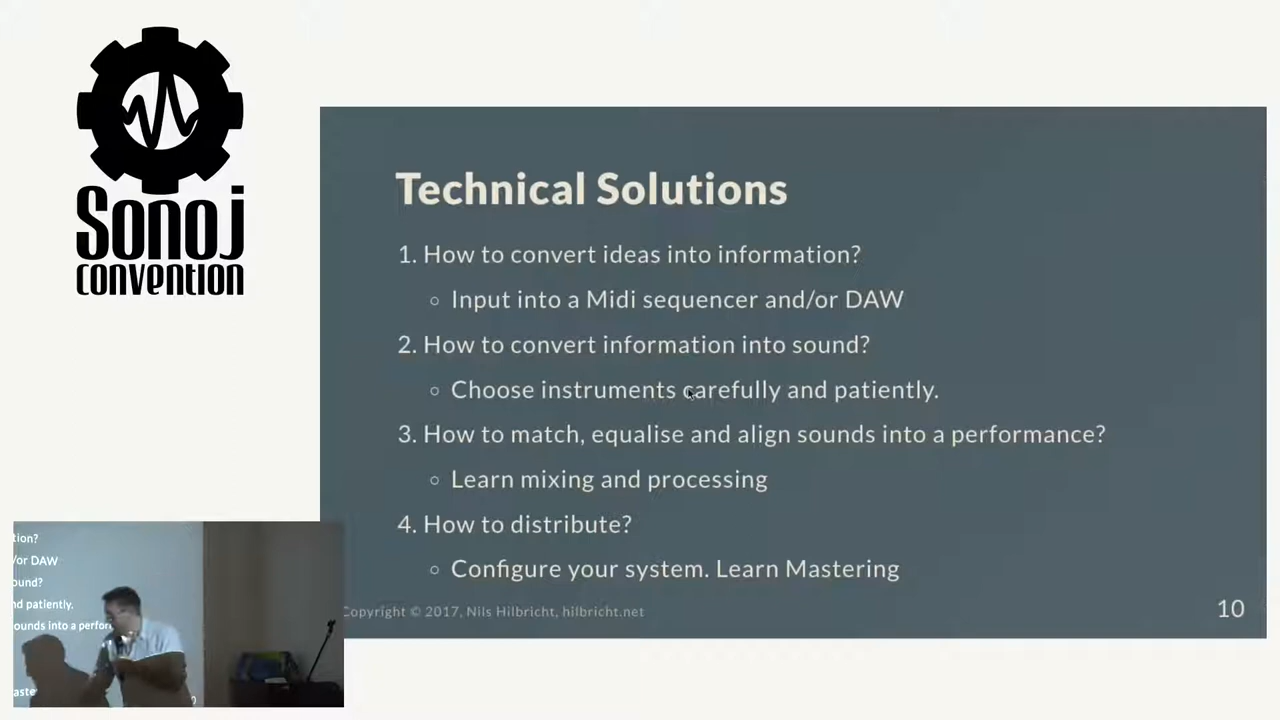 Sonoj
convention
Technical Solutions
1. How to convert ideas into information?
Input into a Midi sequencer and/or DAW
2. How to convert information into sound?
Choose instruments carefully and patiently.
3. How to match, equalise and align sounds into a performance?
Learn mixing and processing
4. How to distribute?
Configure your system. Learn Mastering
Copyright © 2017, Nils Hilbricht, hilbricht.net
10
tion?
/or DAW
ound?
nd patiently.
ounds into a perfor
aste